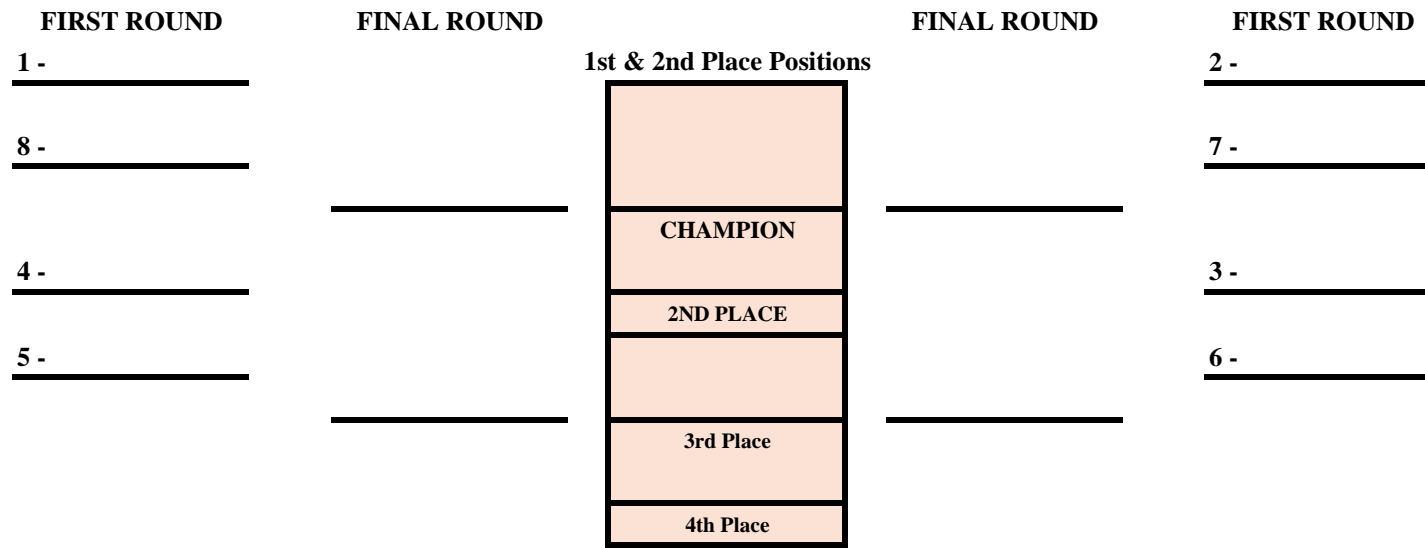 FIRST ROUND FINAL ROUND FINAL ROUND FIRST ROUND
1st & 2nd Place Positions
1 - 2 -
8 - 7 -
CHAMPION
4 - 3 -
2ND PLACE
5 - 6 -
3rd Place
4th Place